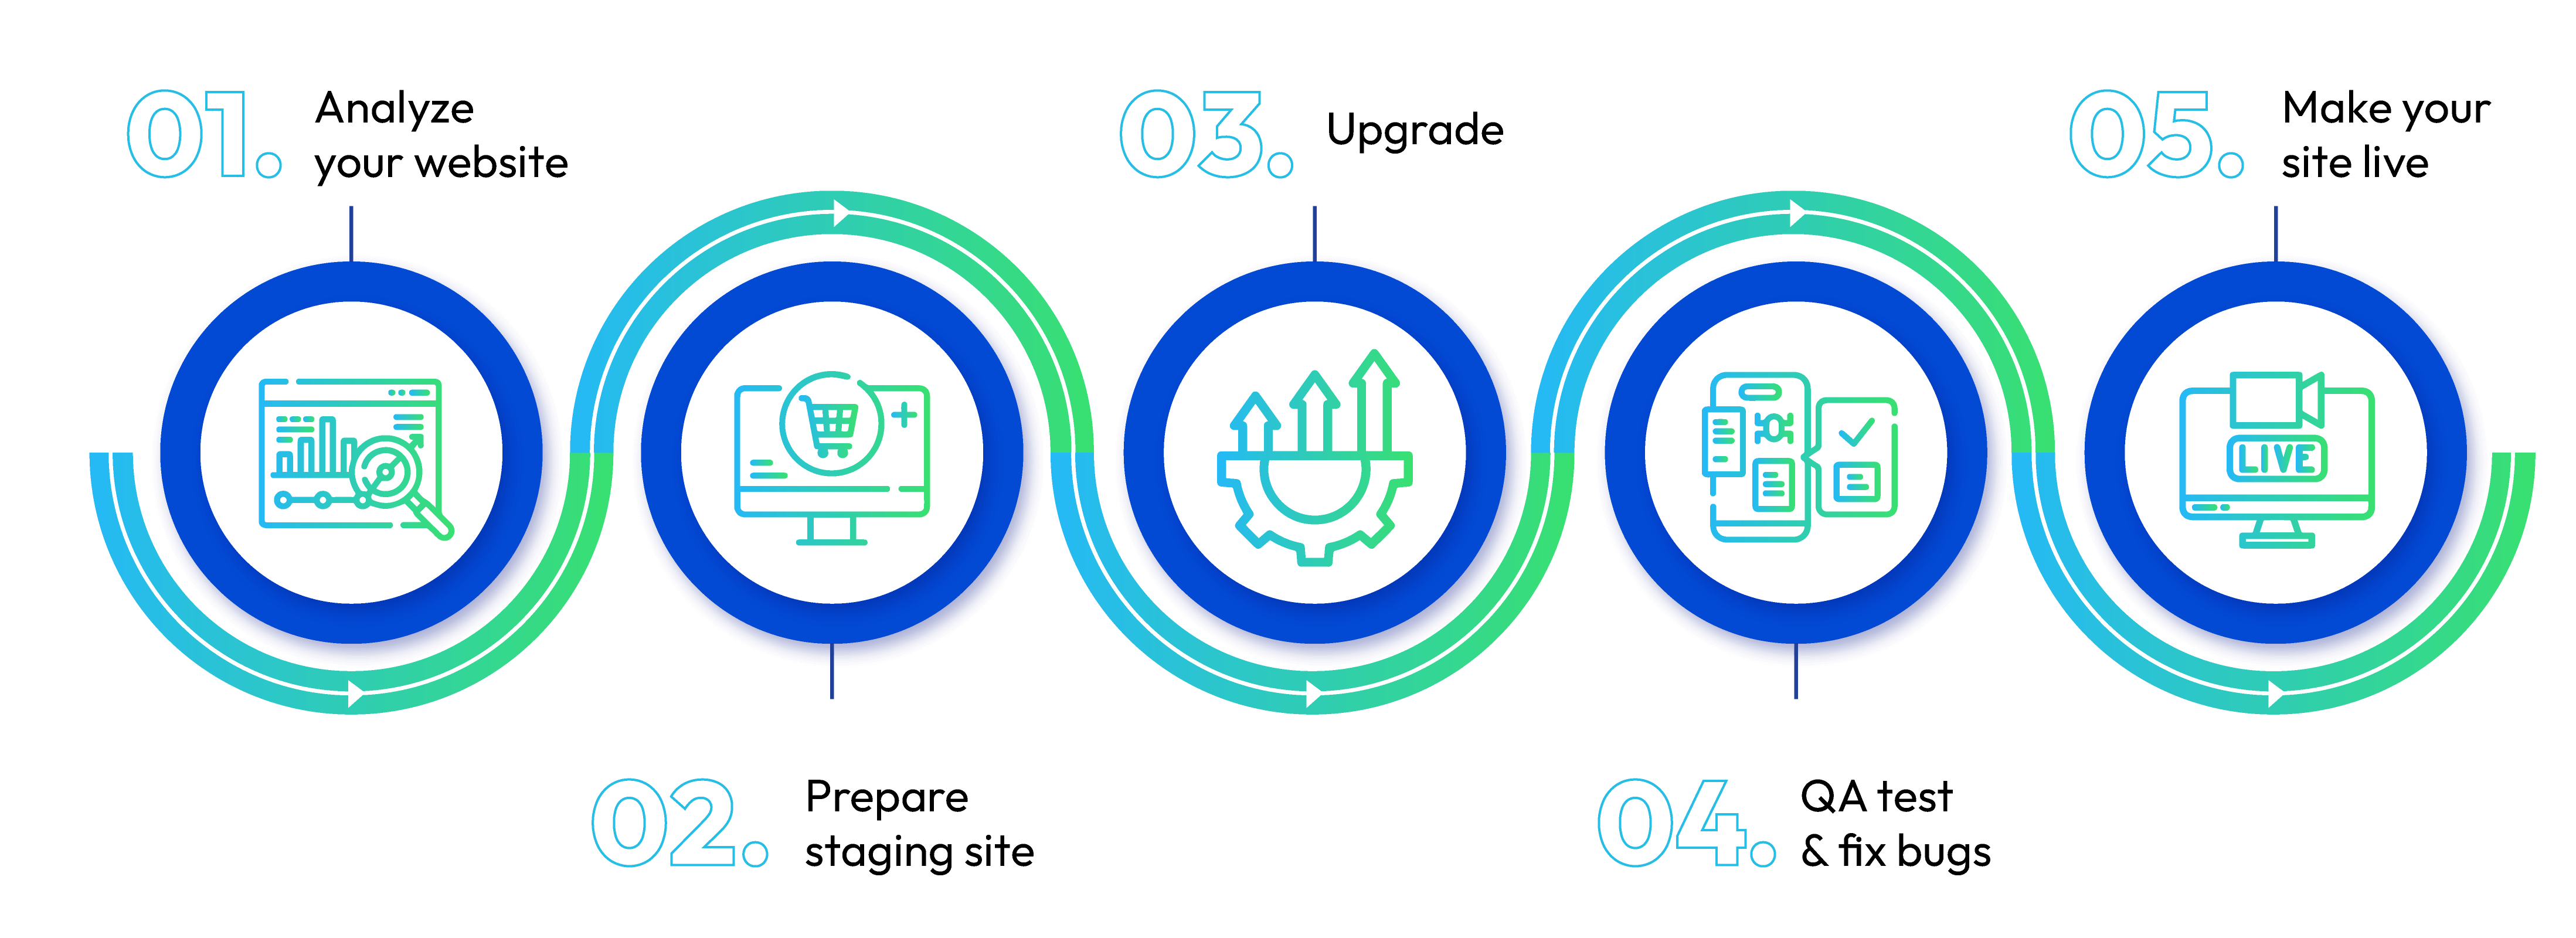 01.
Analyze
your website
02.
Prepare
staging site
03.
Upgrade
04.
QA test
& fix bugs
05.
Make your
site live
LIVE